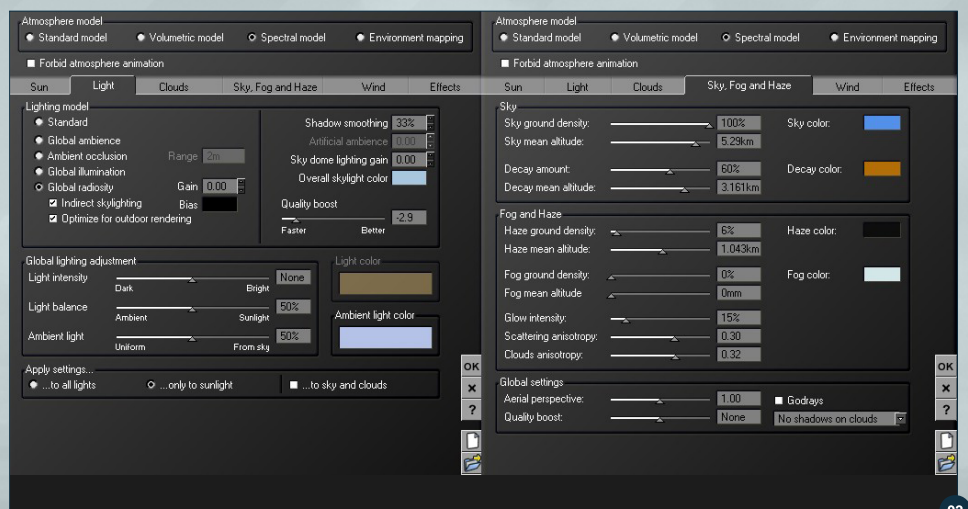 Atmosphere model
Standard model Volumetric model Spectral model Environment mapping
Forbid atmosphere animation
Sun Light Clouds Sky, Fog and Haze Wind Effects
Lighting model
Standard
Global ambience
Ambient occlusion Range 2m
Global illumination
Global radiosity Gain 0.00
Indirect skylighting Bias
Optimize for outdoor rendering
Shadow smoothing 33%
Artificial ambience 0.00
Sky dome lighting gain 0.00
Overall skylight color
Quality boost
-2.9
Faster Better
Global lighting adjustment
Light intensity None
Dark Bright
Light balance 50%
Ambient Sunlight
Ambient light 50%
Uniform From sky
Light color
Ambient light color
Apply settings...
...to all lights ...only to sunlight ...to sky and clouds
OK
×
?
Atmosphere model
Standard model Volumetric model Spectral model Environment mapping
Forbid atmosphere animation
Sun Light Clouds Sky, Fog and Haze Wind Effects
Sky
Sky ground density: 100% Sky color:
Sky mean altitude: 5.29km
Decay amount: 60% Decay color:
Decay mean altitude: 3.161km
Fog and Haze
Haze ground density: 6% Haze color:
Haze mean altitude: 1.043km
Fog ground density: 0% Fog color:
Fog mean altitude 0mm
Glow intensity: 15%
Scattering anisotropy: 0.30
Clouds anisotropy: 0.32
Global settings
Aerial perspective: 1.00 Godrays
Quality boost: None No shadows on clouds
OK
×
?